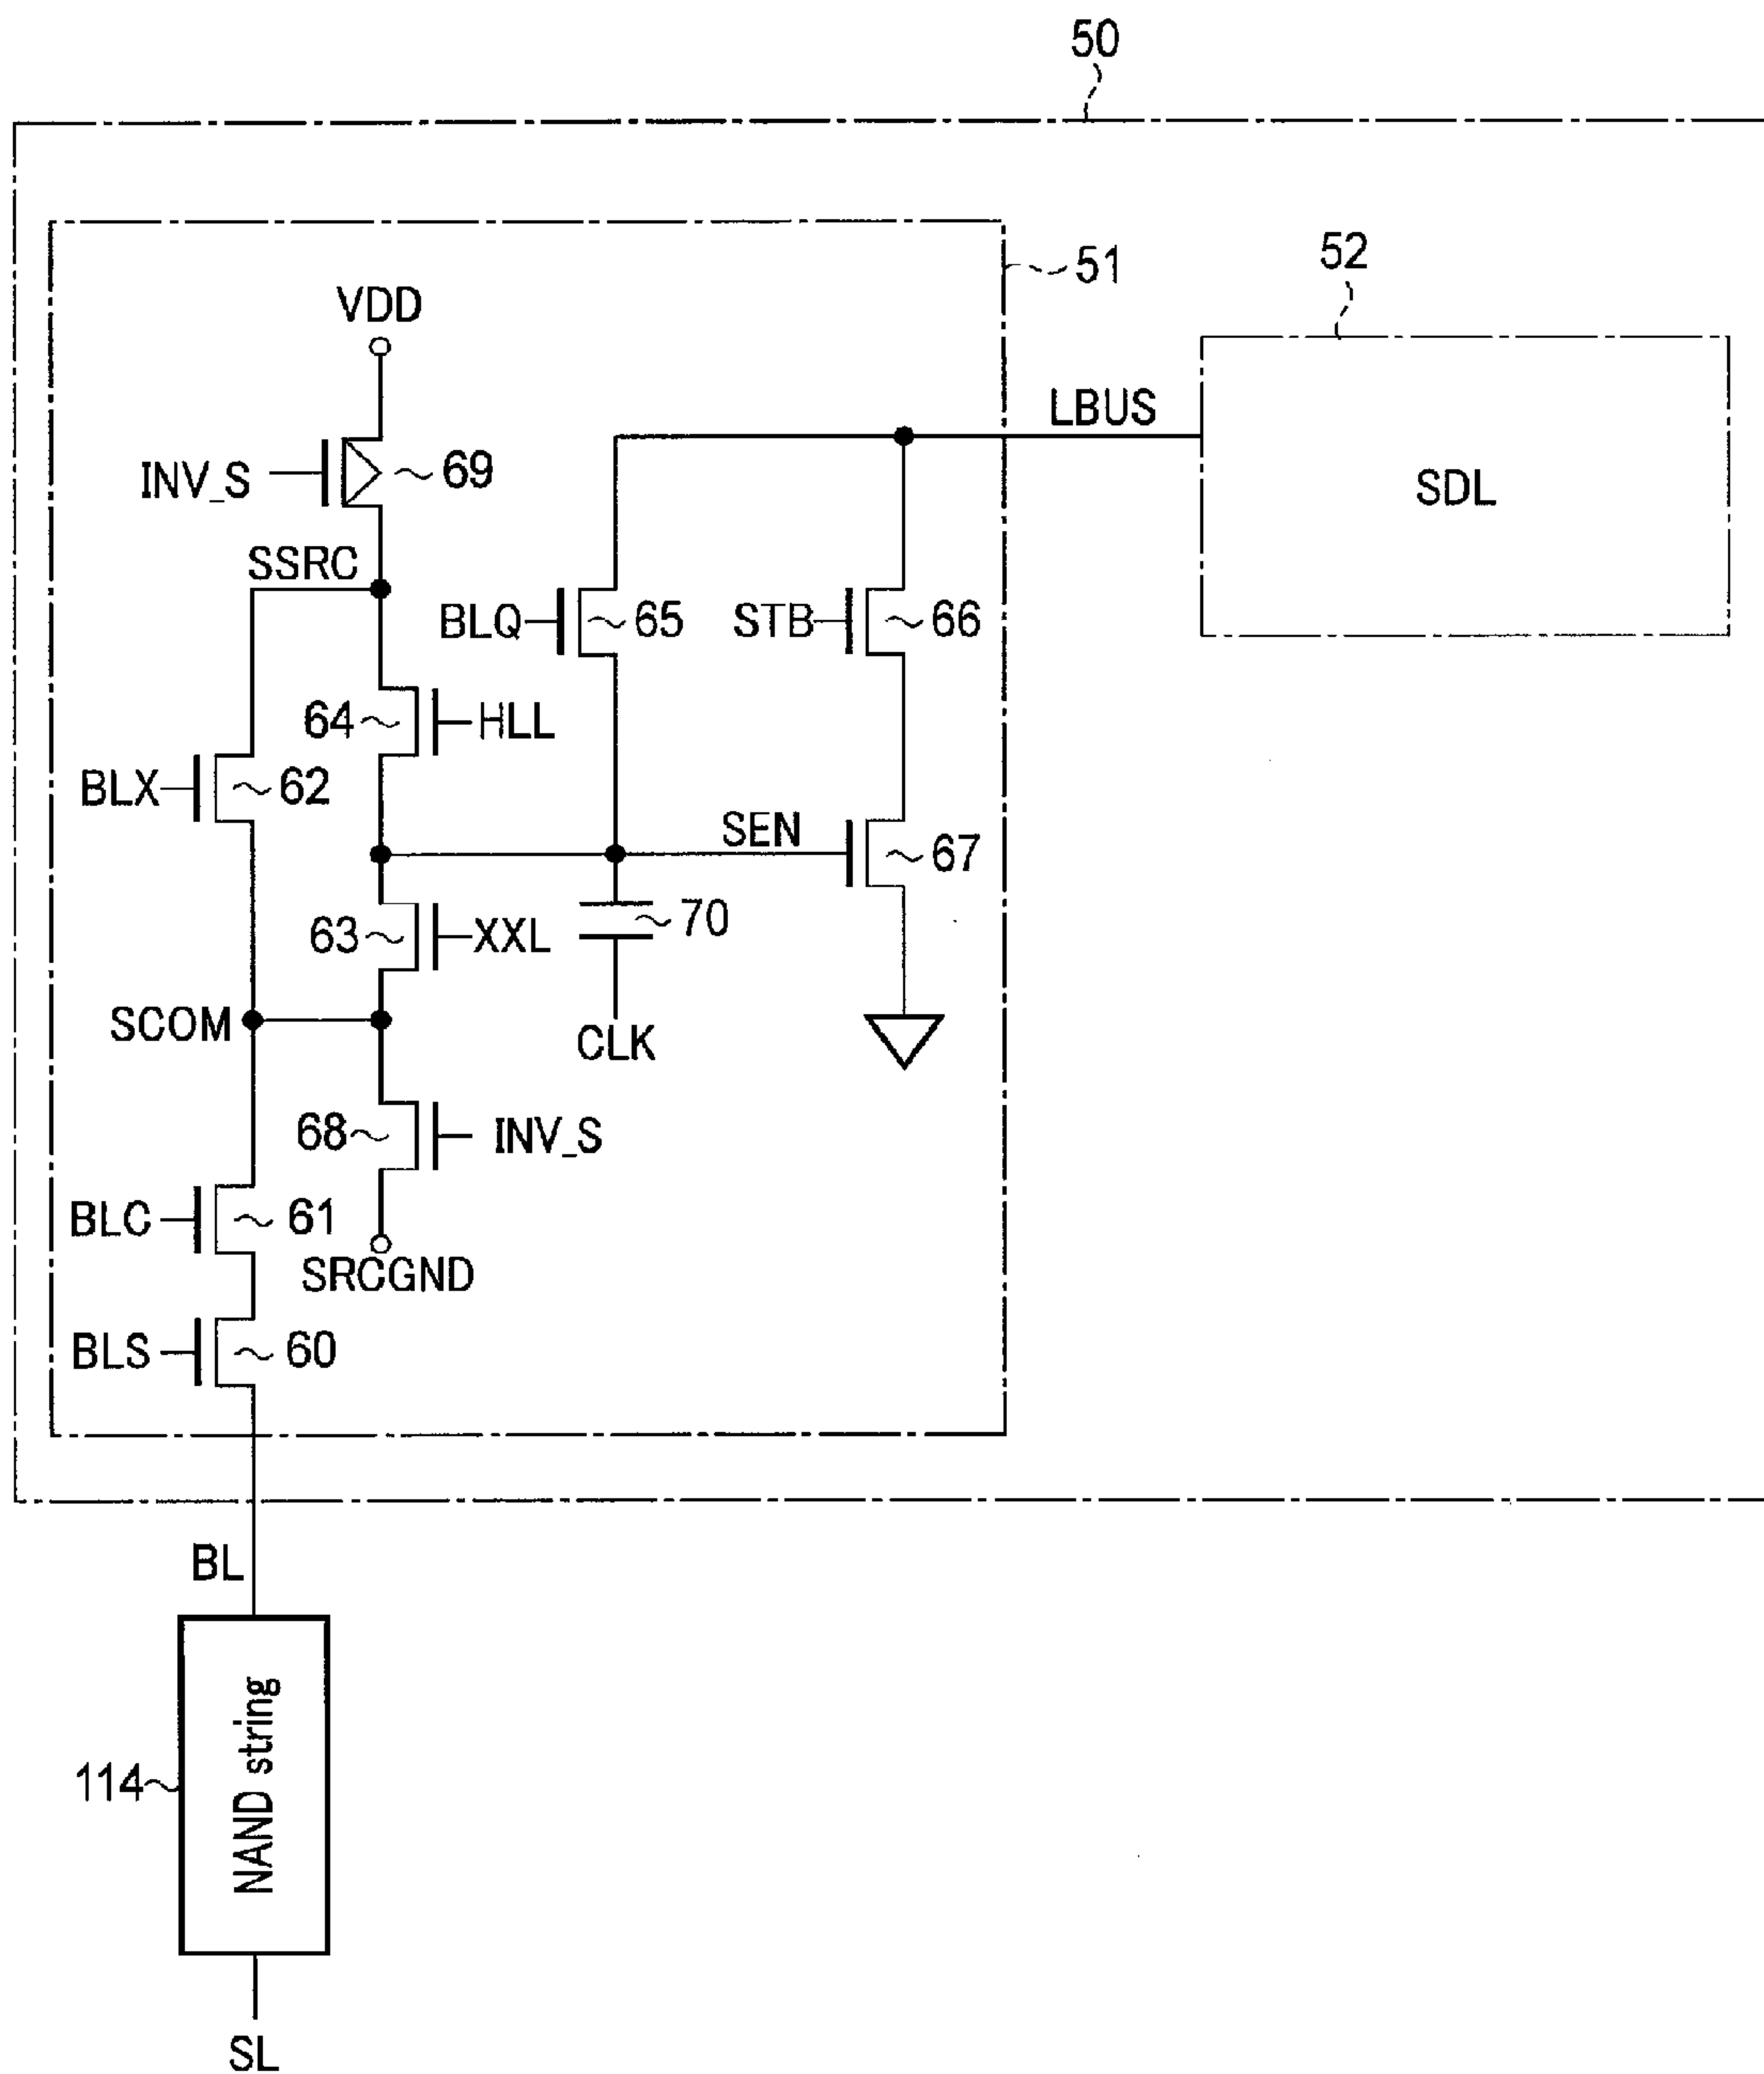 50
51
52
VDD
LBUS
INV_S
69
SDL
SSRC
BLQ
65
STB
66
64
HLL
BLX
62
SEN
67
63
XXL
70
SCOM
CLK
68
INV_S
BLC
61
SRCGND
BLS
60
BL
NAND string
114
SL